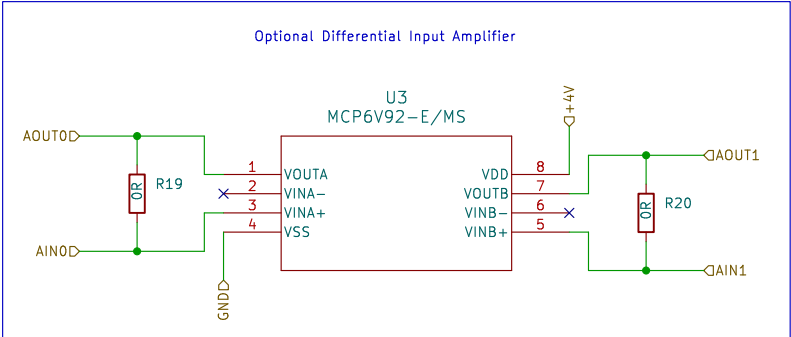 Optional Differential Input Amplifier
U3
MCP6V92-E/MS
+4V
AOUT0
AOUT1
1 VOUTA VDD 8
2 VINA- VOUTB 7
3 VINA+ VINB- 6
4 VSS VINB+ 5
0R R19
0R R20
AIN0
AIN1
GND